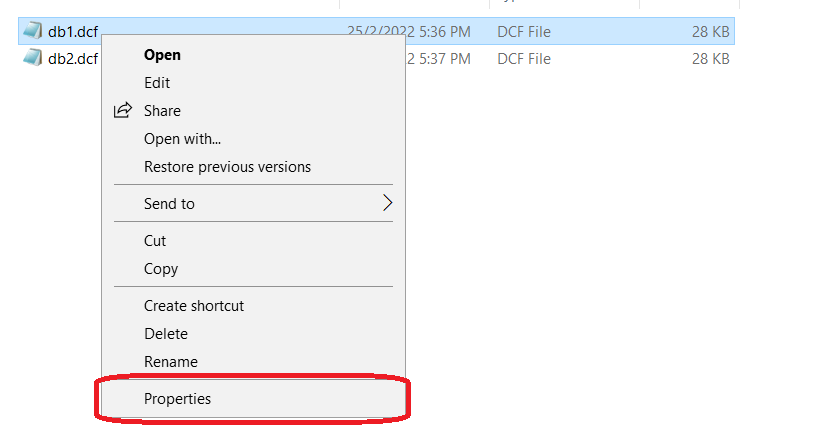 db1.dcf 25/2/2022 5:36 PM DCF File 28 KB
db2.dcf 2 5:37 PM DCF File 28 KB
Open
Edit
Share
Open with...
Restore previous versions
Send to
Cut
Copy
Create shortcut
Delete
Rename
Properties